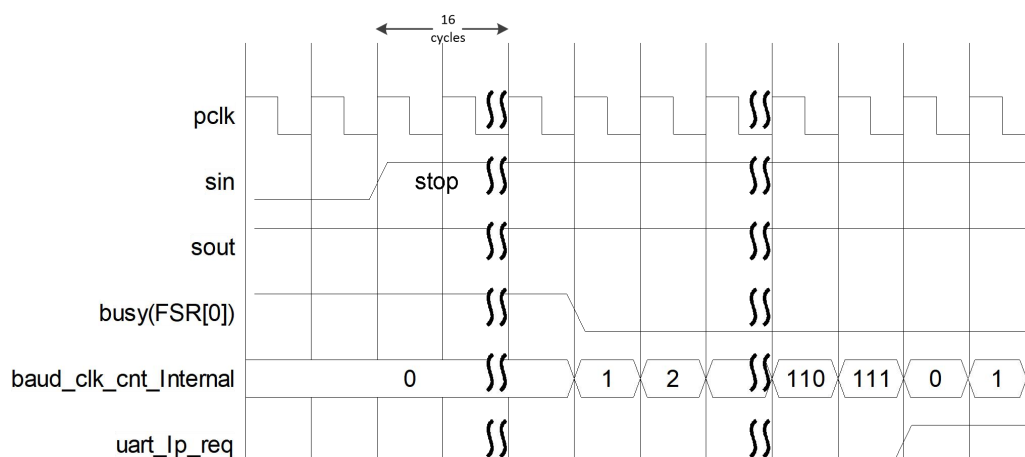 16
cycles
pclk
sin
stop
sout
busy(FSR[0])
baud_clk_cnt_Internal
0
1
2
110
111
0
1
uart_lp_req